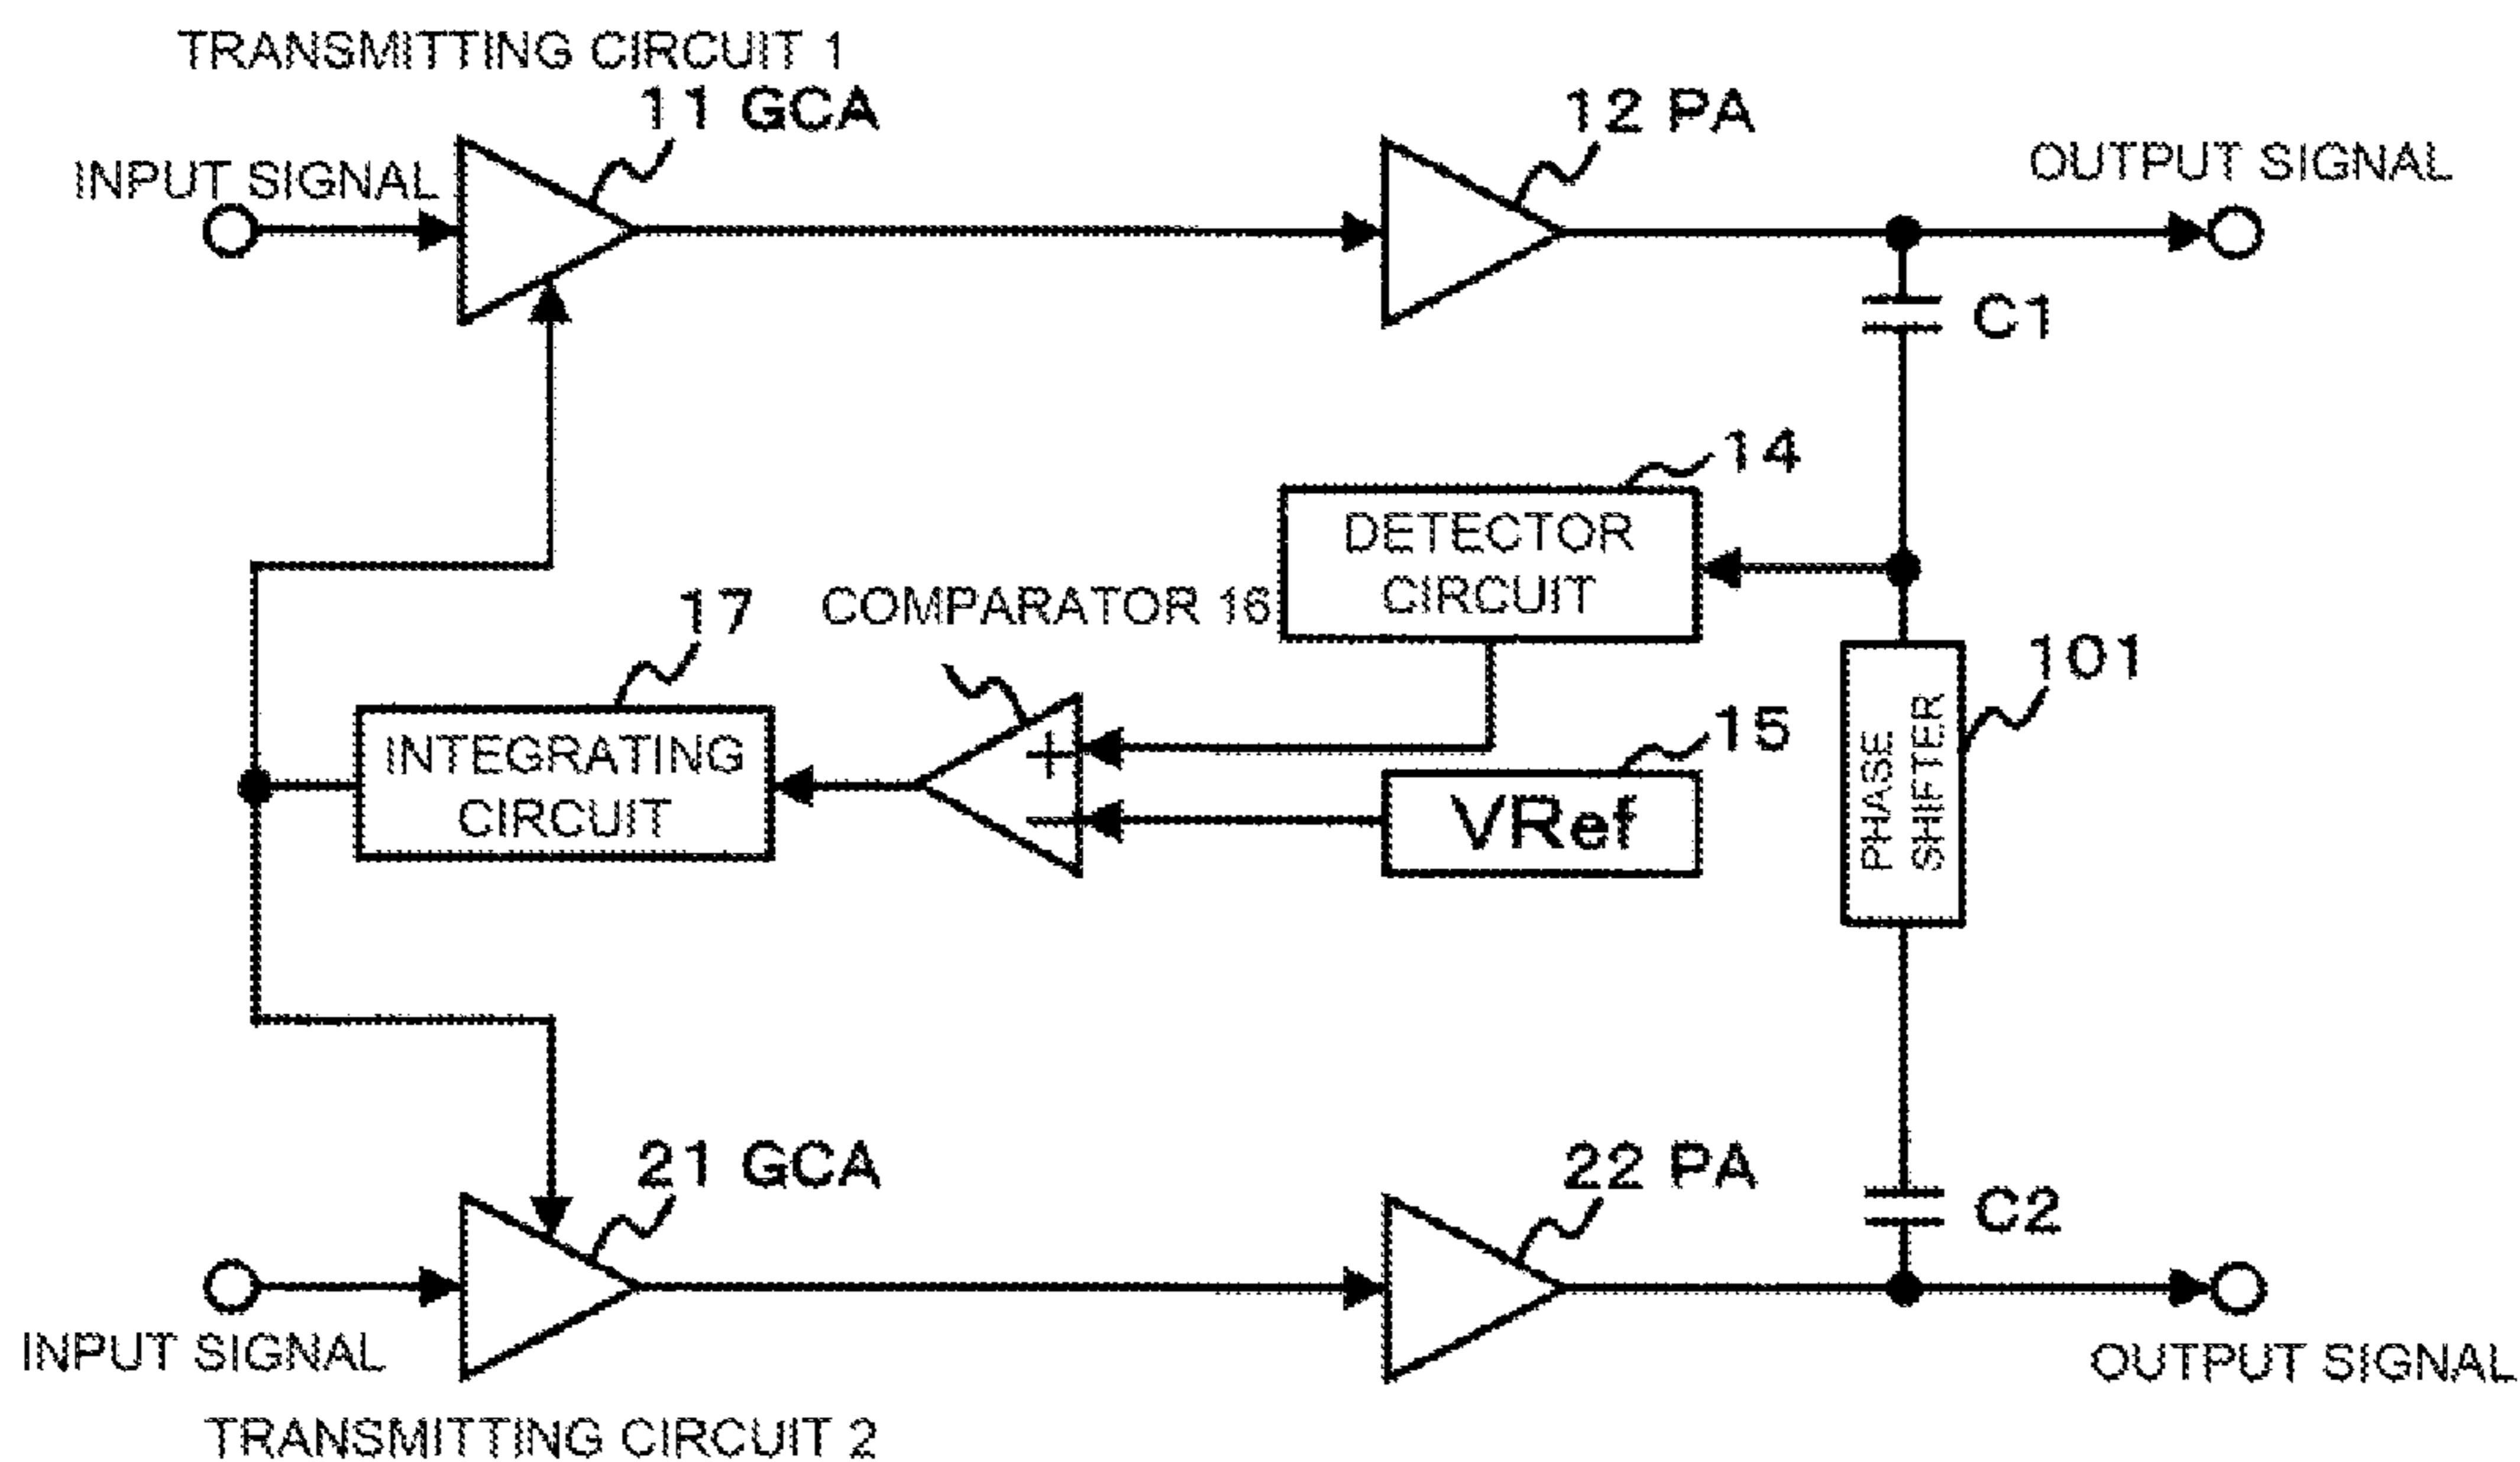 TRANSMITTING CIRCUIT 1
11 GCA
12 PA
INPUT SIGNAL
OUTPUT SIGNAL
C1
14
DETECTOR
CIRCUIT
17
COMPARATOR 16
101
INTEGRATING
CIRCUIT
+
−
15
VRef
PHASE
SHIFTER
21 GCA
22 PA
C2
INPUT SIGNAL
OUTPUT SIGNAL
TRANSMITTING CIRCUIT 2